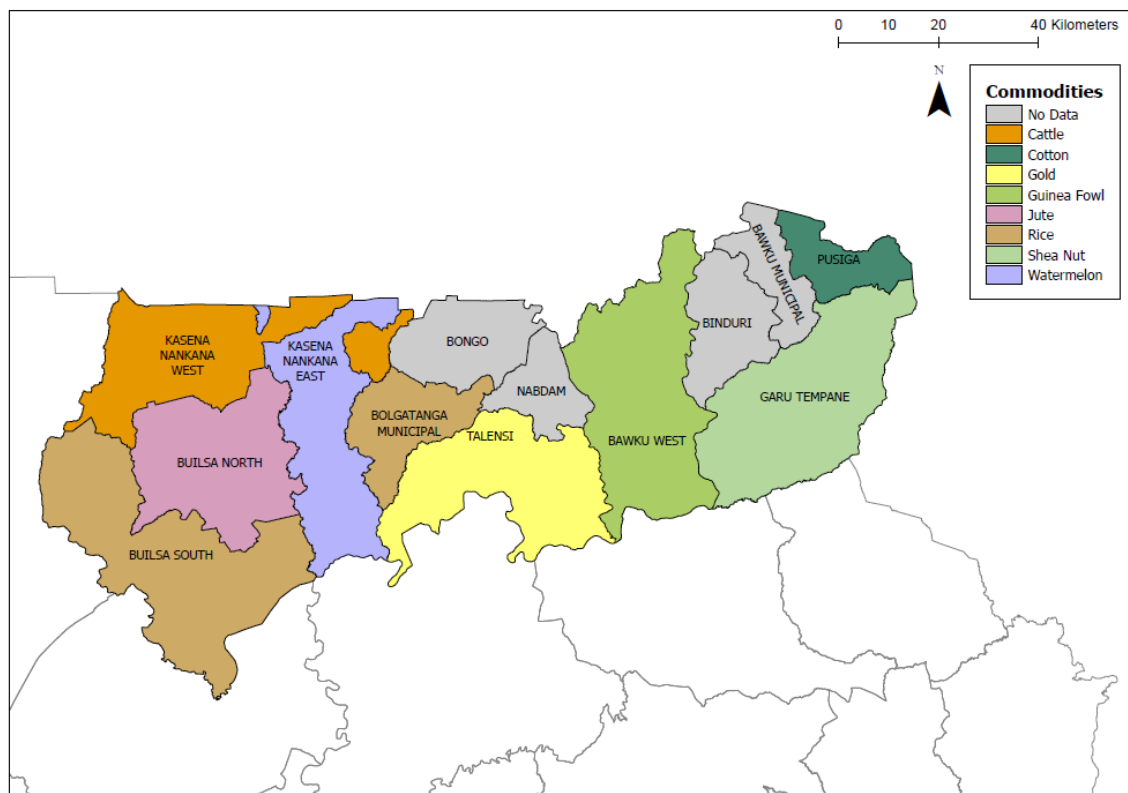 0 10 20 40 Kilometers
N
Commodities
No Data
Cattle
Cotton
Gold
Guinea Fowl
Jute
Rice
Shea Nut
Watermelon
BAWKU MUNICIPAL
PUSIGA
BINDURI
KASENA
NANKANA
WEST
KASENA
NANKANA
EAST
BONGO
NABDAM
GARU TEMPANE
BOLGATANGA
MUNICIPAL
TALENSI
BAWKU WEST
BUILSA NORTH
BUILSA SOUTH